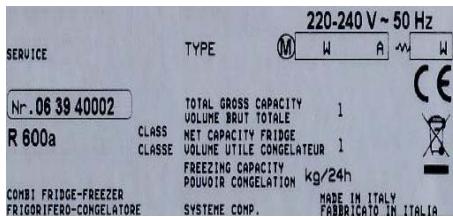 220-240 V ~ 50 Hz
SERVICE TYPE M W A W
CE
Nr. 06 39 40002
TOTAL GROSS CAPACITY
VOLUME BRUT TOTALE l
R 600a
CLASS NET CAPACITY FRIDGE
CLASSE VOLUME UTILE CONGELATEUR l
FREEZING CAPACITY
POUVOIR CONGELATION kg/24h
COMBI FRIDGE-FREEZER MADE IN ITALY
FRIGORIFERO-CONGELATORE SYSTEME COMP. FABBRICATO IN ITALIA